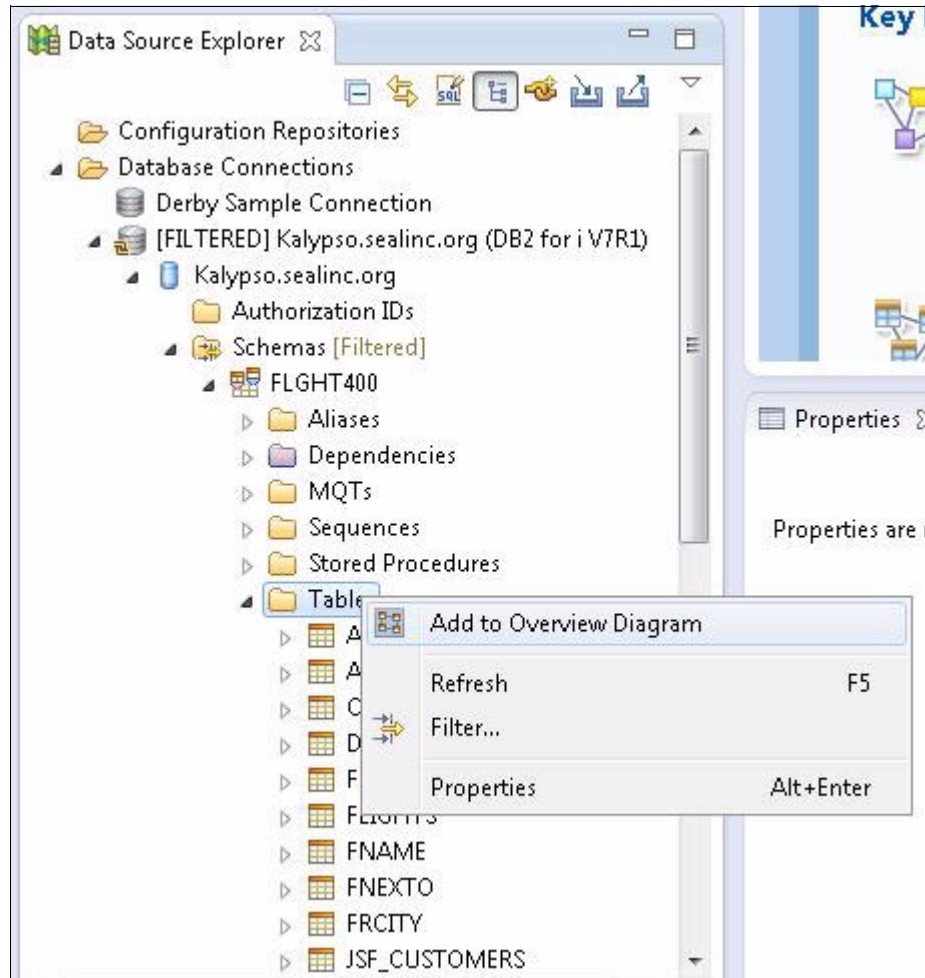 Key
Data Source Explorer
SQL
Configuration Repositories
Database Connections
Derby Sample Connection
[FILTERED] Kalypso.sealinc.org (DB2 for i V7R1)
Kalypso.sealinc.org
Authorization IDs
Schemas [Filtered]
FLGHT400
Aliases
Dependencies
MQTs
Sequences
Stored Procedures
Table
Add to Overview Diagram
A
A
Refresh F5
C
Filter...
D
F
Properties Alt+Enter
FLIGHTS
FNAME
FNEXTO
FRCITY
JSF_CUSTOMERS
Properties
Properties are